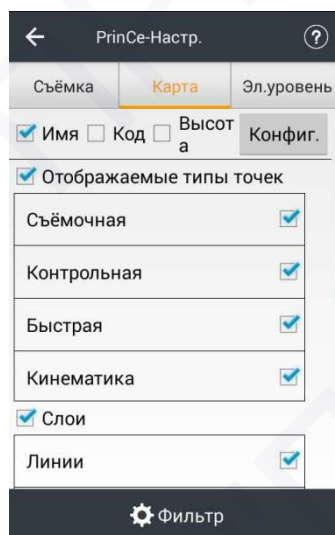 PrinCe-Настр.
Съёмка Карта Эл.уровень
Имя Код Высот
а Конфиг.
Отображаемые типы точек
Съёмочная
Контрольная
Быстрая
Кинематика
Слои
Линии
Фильтр